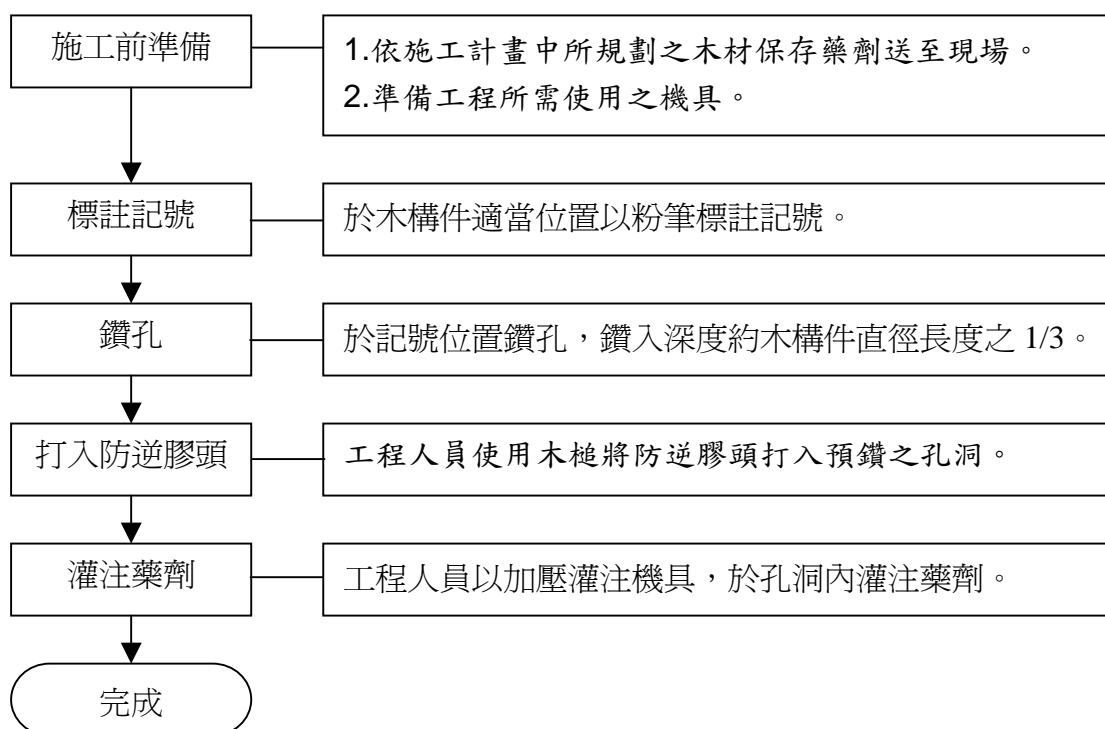 施工前準備
1.依施工計畫中所規劃之木材保存藥劑送至現場。
2.準備工程所需使用之機具。
標註記號
於木構件適當位置以粉筆標註記號。
鑽孔
於記號位置鑽孔,鑽入深度約木構件直徑長度之 1/3。
打入防逆膠頭
工程人員使用木槌將防逆膠頭打入預鑽之孔洞。
灌注藥劑
工程人員以加壓灌注機具,於孔洞內灌注藥劑。
完成